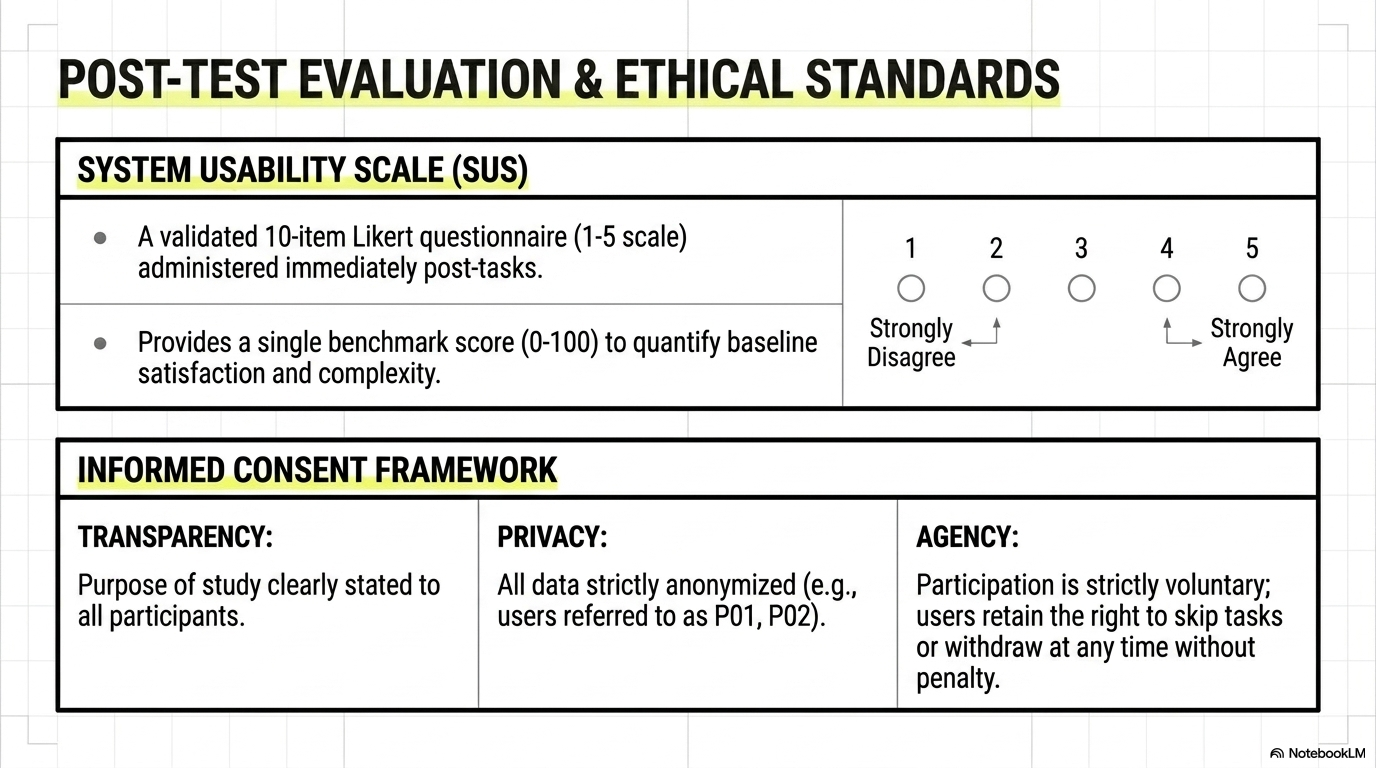 POST-TEST EVALUATION & ETHICAL STANDARDS
SYSTEM USABILITY SCALE (SUS)
A validated 10-item Likert questionnaire (1-5 scale)
administered immediately post-tasks.
Provides a single benchmark score (0-100) to quantify baseline
satisfaction and complexity.
1 2 3 4 5
Strongly
Disagree
Strongly
Agree
INFORMED CONSENT FRAMEWORK
TRANSPARENCY:
Purpose of study clearly stated to
all participants.
PRIVACY:
All data strictly anonymized (e.g.,
users referred to as P01, P02).
AGENCY:
Participation is strictly voluntary;
users retain the right to skip tasks
or withdraw at any time without
penalty.
NotebookLM